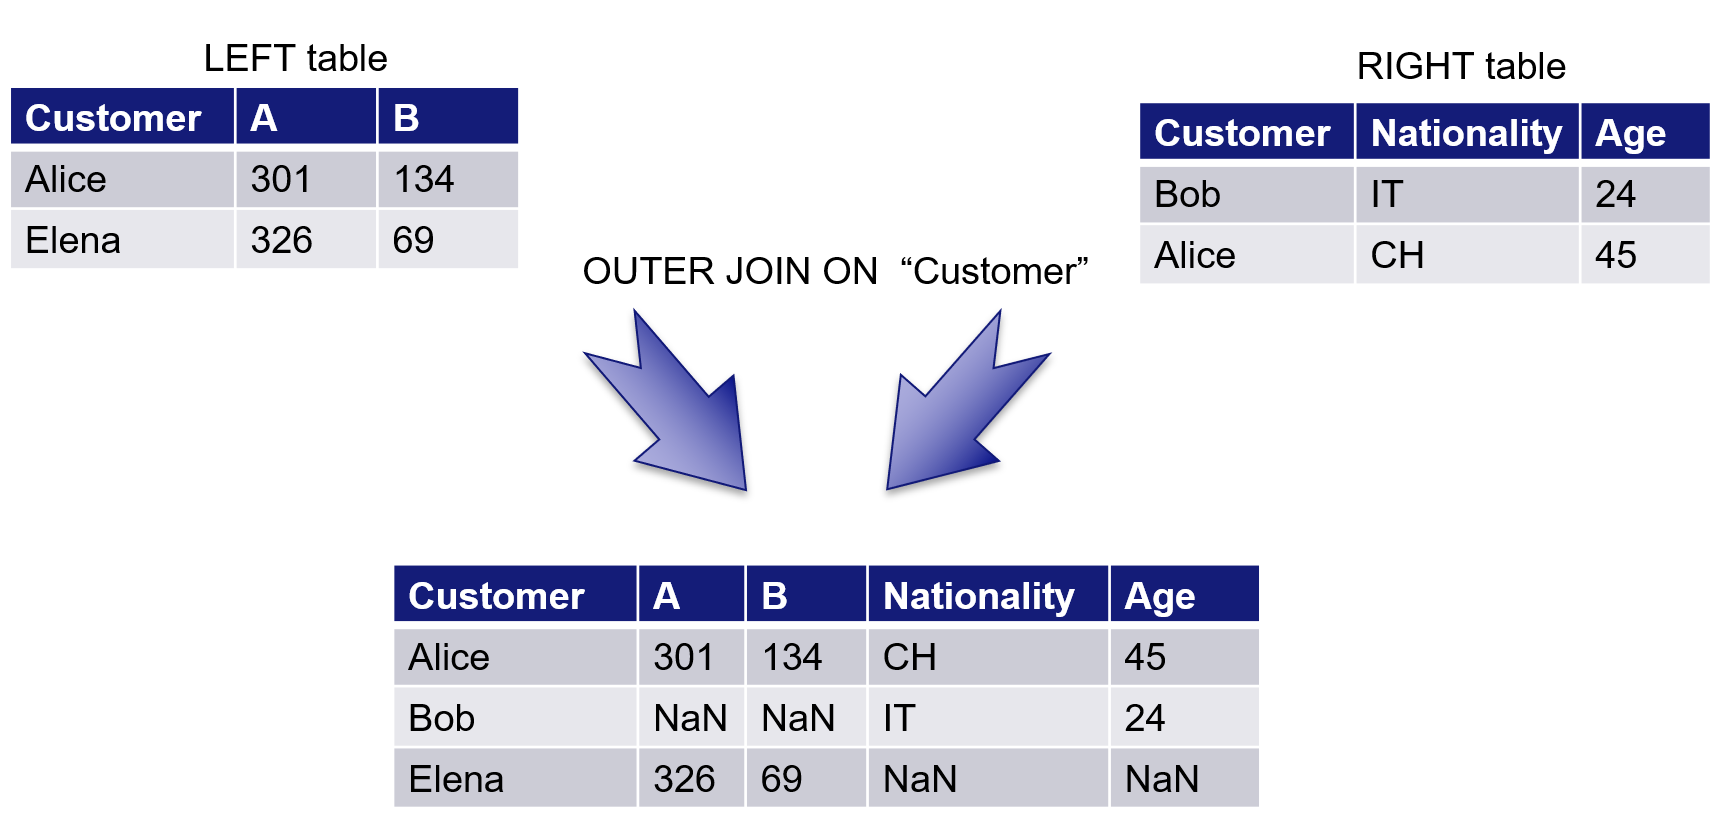 LEFT table
Customer A B
Alice 301 134
Elena 326 69
RIGHT table
Customer Nationality Age
Bob IT 24
Alice CH 45
OUTER JOIN ON “Customer”
Customer A B Nationality Age
Alice 301 134 CH 45
Bob NaN NaN IT 24
Elena 326 69 NaN NaN